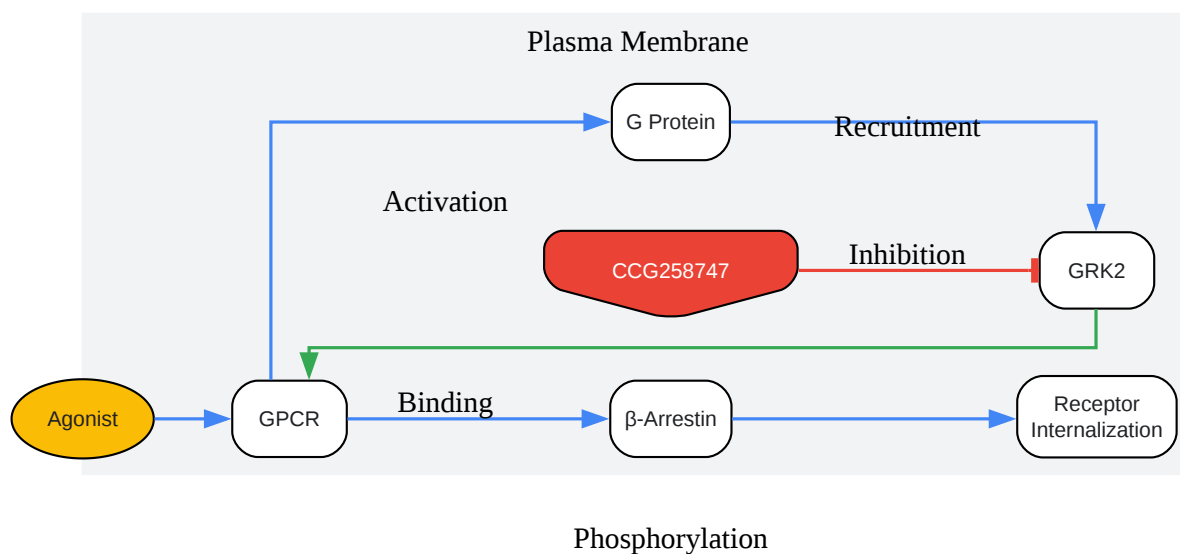 Plasma Membrane
G Protein
Recruitment
Activation
CCG258747
Inhibition
GRK2
Agonist
GPCR
Binding
β-Arrestin
Receptor
Internalization
Phosphorylation